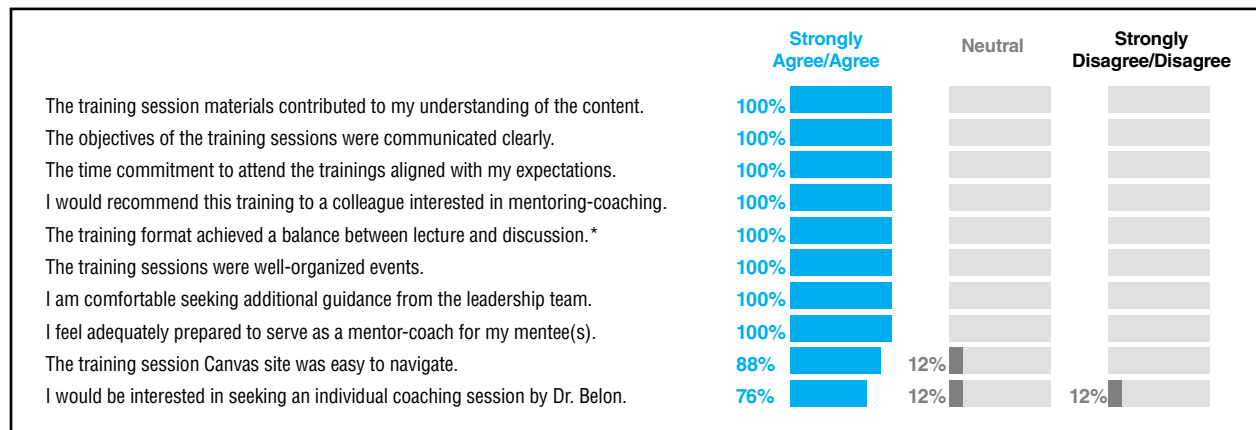 Strongly Agree/Agree
Neutral
Strongly Disagree/Disagree
The training session materials contributed to my understanding of the content. 100%
The objectives of the training sessions were communicated clearly. 100%
The time commitment to attend the trainings aligned with my expectations. 100%
I would recommend this training to a colleague interested in mentoring-coaching. 100%
The training format achieved a balance between lecture and discussion.* 100%
The training sessions were well-organized events. 100%
I am comfortable seeking additional guidance from the leadership team. 100%
I feel adequately prepared to serve as a mentor-coach for my mentee(s). 100%
The training session Canvas site was easy to navigate. 88% 12%
I would be interested in seeking an individual coaching session by Dr. Belon. 76% 12% 12%